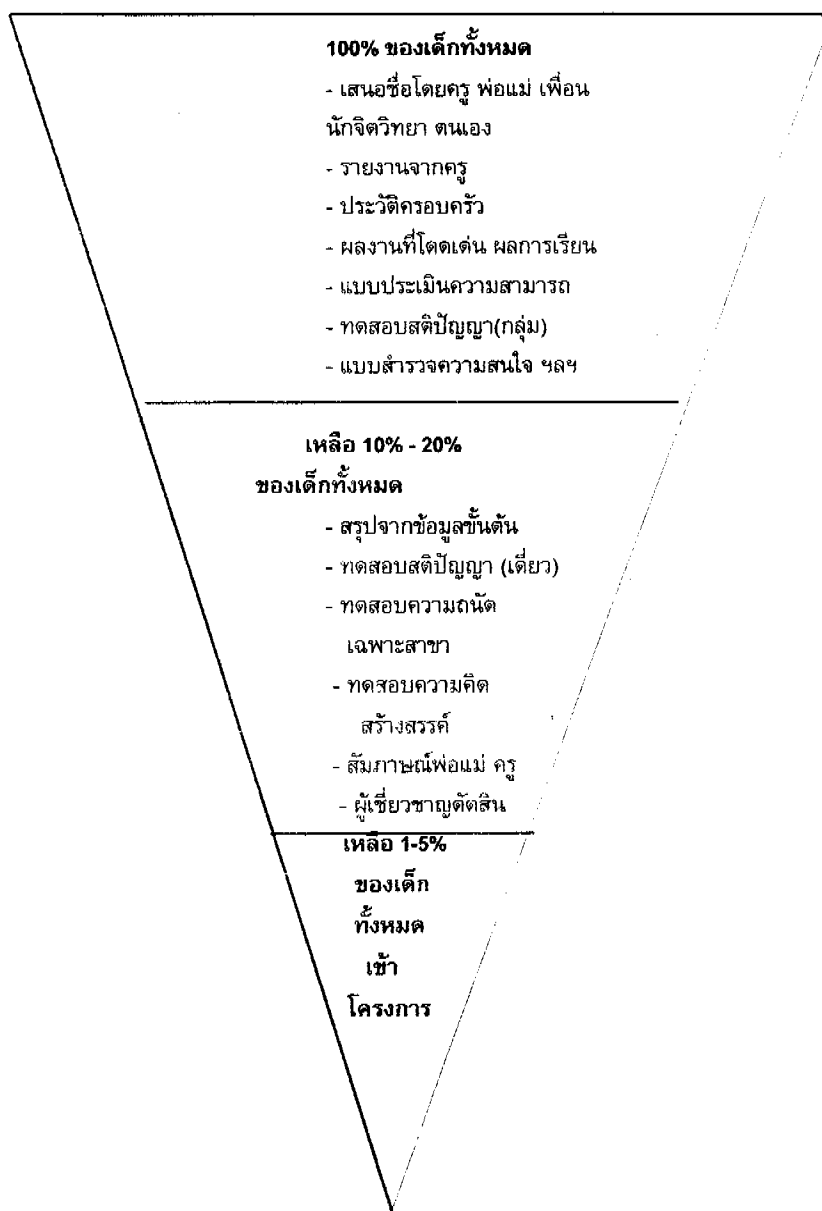 100% ของเด็กทั้งหมด
- เสนอชื่อโดยครู พ่อแม่ เพื่อน
นักจิตวิทยา ตนเอง
- รายงานจากครู
- ประวัติครอบครัว
- ผลงานที่โดดเด่น ผลการเรียน
- แบบประเมินความสามารถ
- ทดสอบสติปัญญา(กลุ่ม)
- แบบสำรวจความสนใจ ฯลฯ
เหลือ 10% - 20%
ของเด็กทั้งหมด
- สรุปจากข้อมูลขั้นต้น
- ทดสอบสติปัญญา (เดี่ยว)
- ทดสอบความถนัด
เฉพาะสาขา
- ทดสอบความคิด
สร้างสรรค์
- สัมภาษณ์พ่อแม่ ครู
- ผู้เชี่ยวชาญตัดสิน
เหลือ 1-5%
ของเด็ก
ทั้งหมด
เข้า
โครงการ